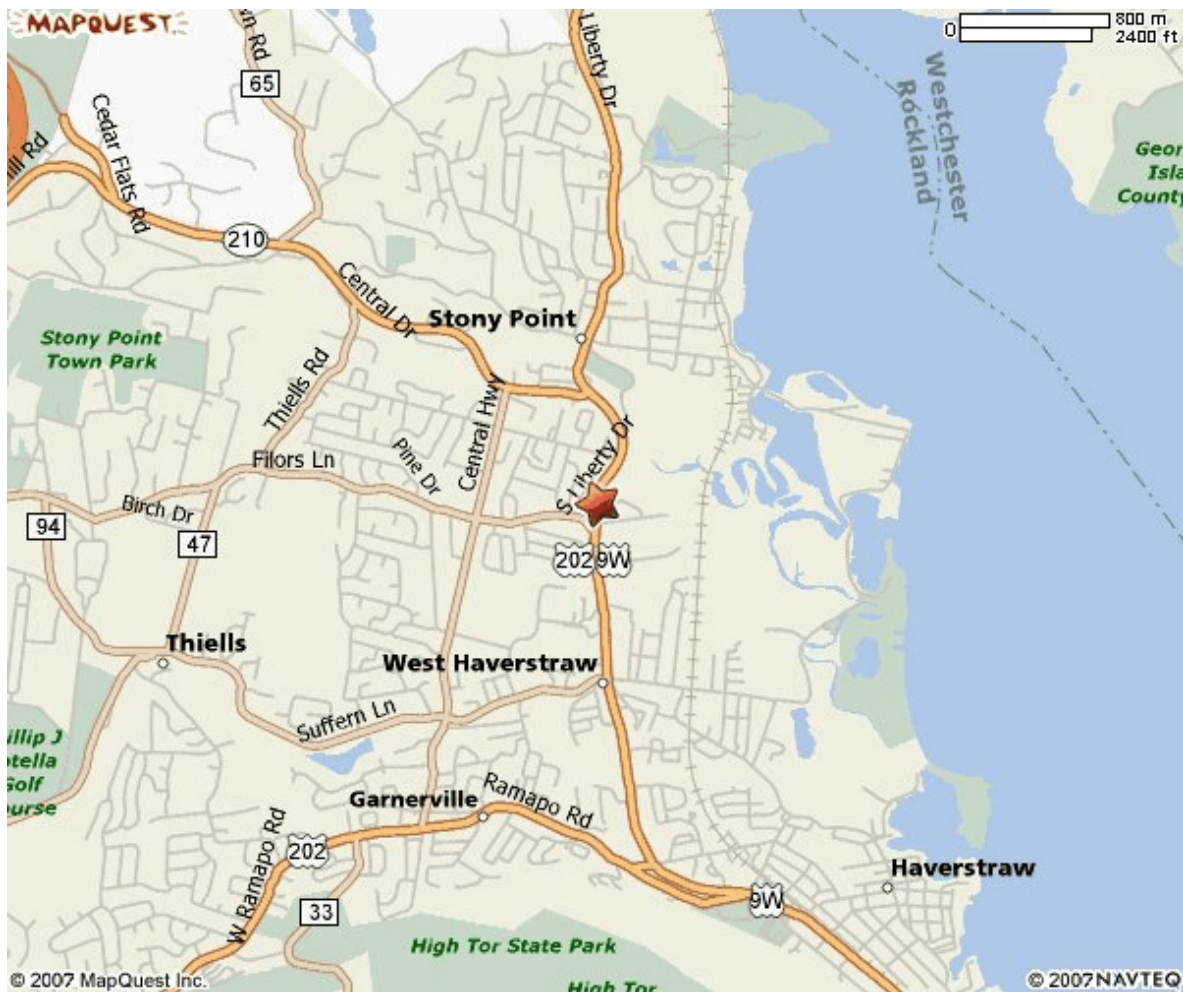 MAPQUEST
0
800 m
2400 ft
Liberty Dr
Rd
65
Cedar Flats Rd
Rd
Westchester
Rockland
County
210
Central Dr
Stony Point
Stony Point
Town Park
Thiells Rd
Central Hwy
S Liberty Dr
Filors Ln
Pine Dr
Birch Dr
94
47
202
9W
Thiells
West Haverstraw
Suffern Ln
Garnerville
Ramapo Rd
W Ramapo Rd
202
33
9W
Haverstraw
High Tor State Park
High Tor
© 2007 MapQuest Inc.
© 2007 NAVTEQ